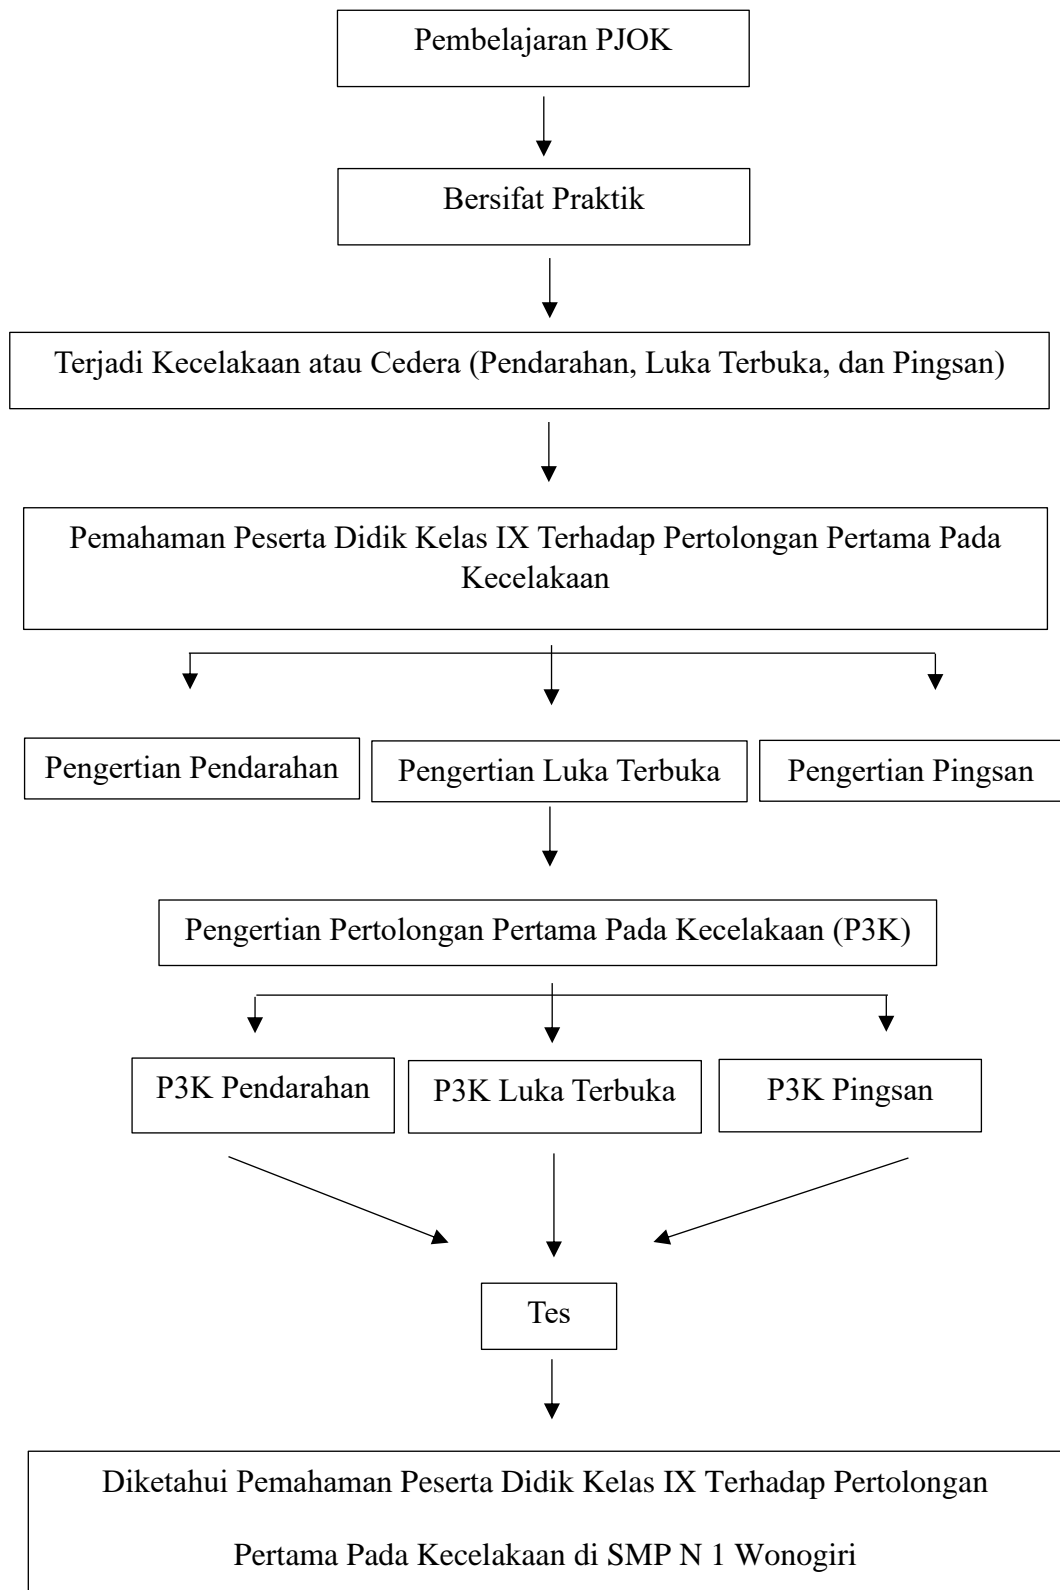 Pembelajaran PJOK
Bersifat Praktik
Terjadi Kecelakaan atau Cedera (Pendarahan, Luka Terbuka, dan Pingsan)
Pemahaman Peserta Didik Kelas IX Terhadap Pertolongan Pertama Pada
Kecelakaan
Pengertian Pendarahan
Pengertian Luka Terbuka
Pengertian Pingsan
Pengertian Pertolongan Pertama Pada Kecelakaan (P3K)
P3K Pendarahan
P3K Luka Terbuka
P3K Pingsan
Tes
Diketahui Pemahaman Peserta Didik Kelas IX Terhadap Pertolongan
Pertama Pada Kecelakaan di SMP N 1 Wonogiri